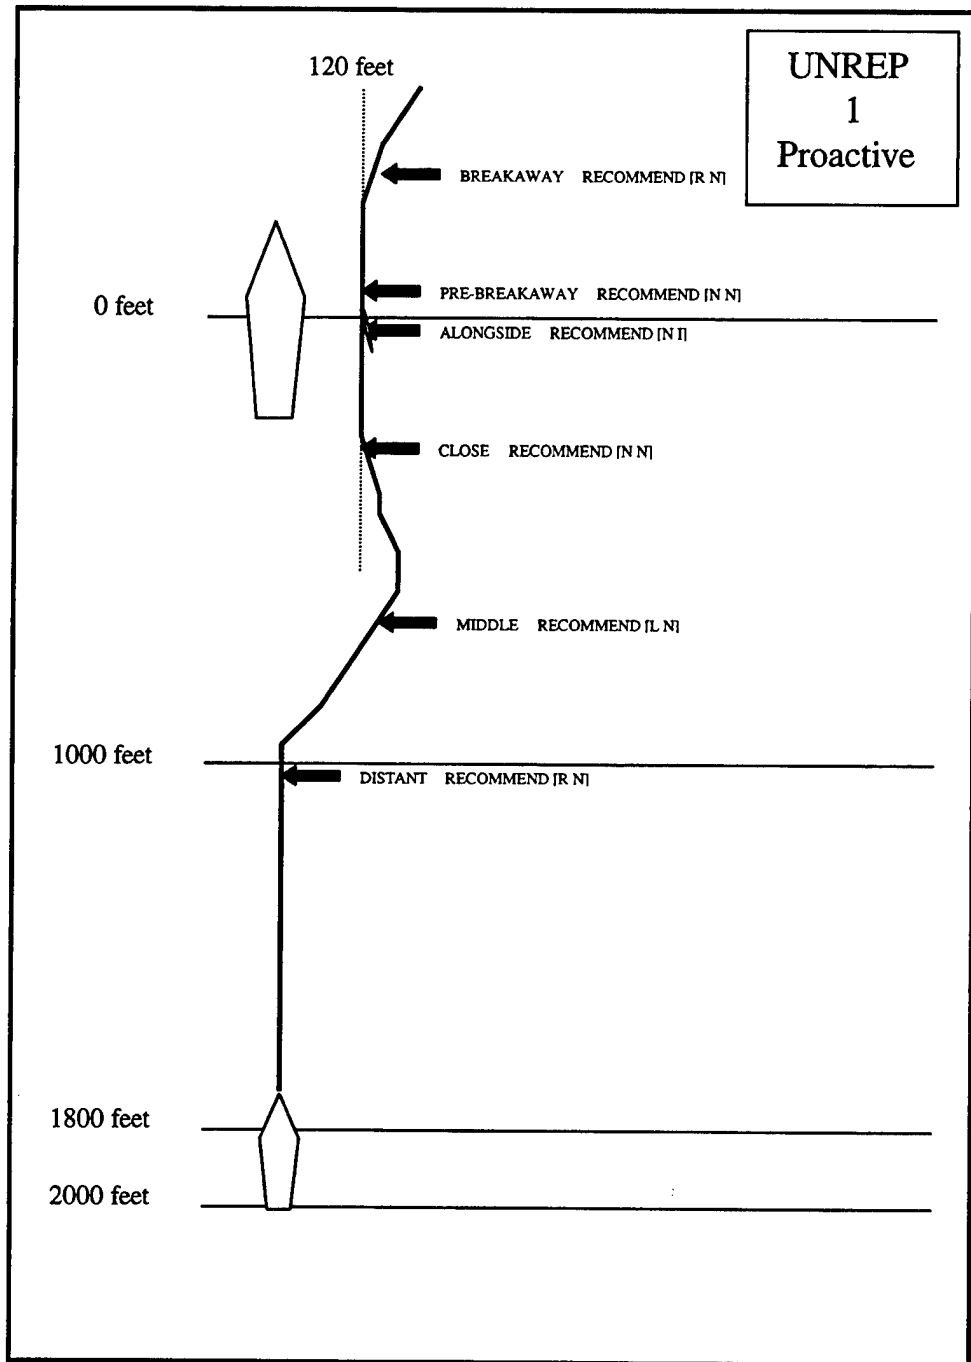 UNREP
1
Proactive
120 feet
BREAKAWAY RECOMMEND [R N]
PRE-BREAKAWAY RECOMMEND [N N]
0 feet
ALONGSIDE RECOMMEND [N I]
CLOSE RECOMMEND [N N]
MIDDLE RECOMMEND [L N]
1000 feet
DISTANT RECOMMEND [R N]
1800 feet
2000 feet